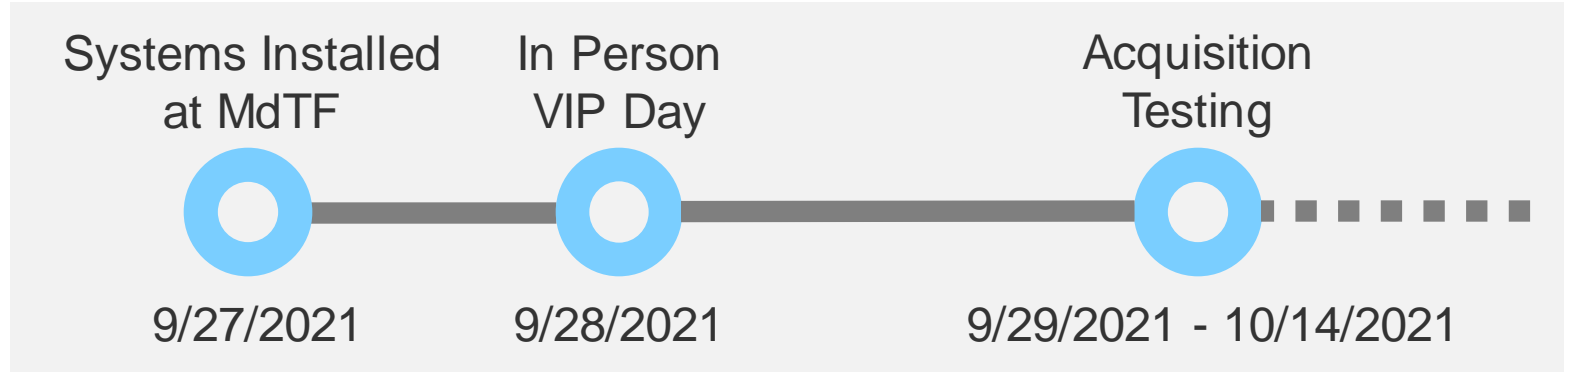 Systems Installed
at MdTF
In Person
VIP Day
Acquisition
Testing
9/27/2021
9/28/2021
9/29/2021 - 10/14/2021